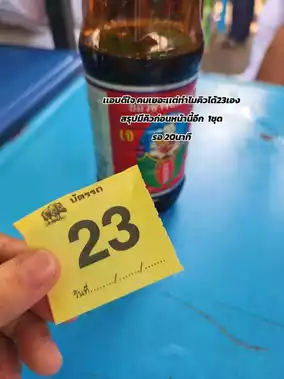 แอบดีใจ คนเยอะแต่ทำไมคิวได้23เอง
สรุปมีคิวก่อนหน้านี้อีก 1ชุด
รอ 20นาที
บัตรรถ
23
วันที่......../......../........